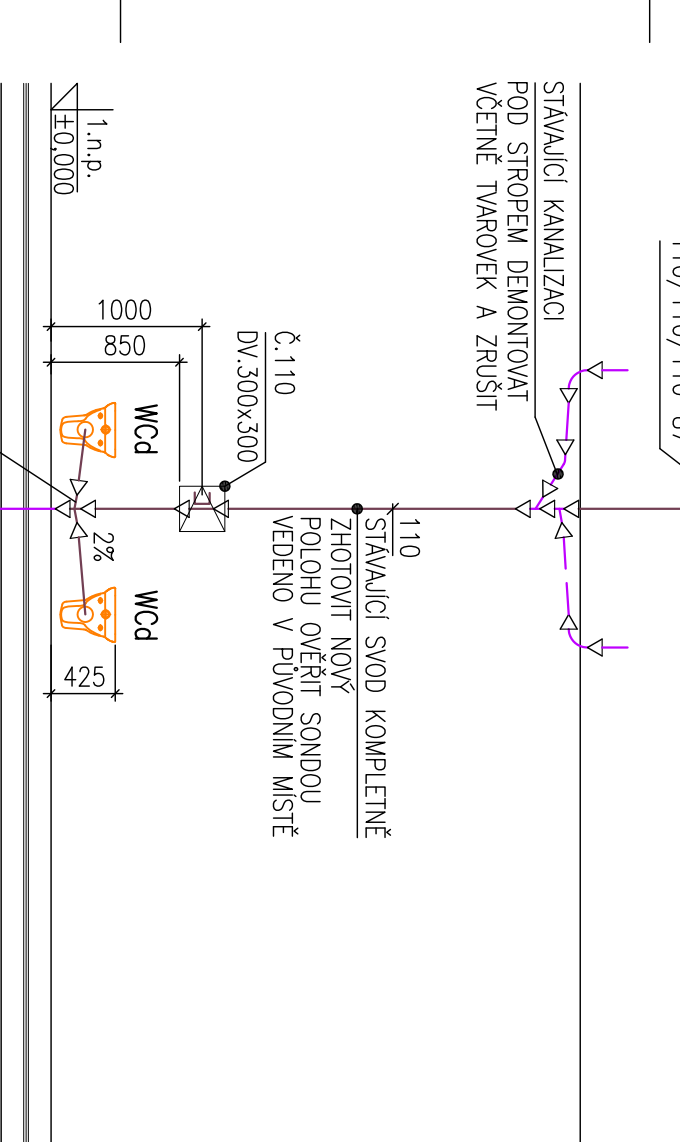 STÁVAJÍCÍ KANALIZACI
POD STROPEM DEMONTOVAT
VČETNĚ TVAROVEK A ZRUŠIT
110
STÁVAJÍCÍ SVOD KOMPLETNĚ
ZHOTOVIT NOVÝ
POLOHU OVĚŘIT SONDOU
VEDENO V PŮVODNÍM MÍSTĚ
Č.110
DV.300x300
1000
850
WCd
WCd
2%
425
1.n.p.
±0,000